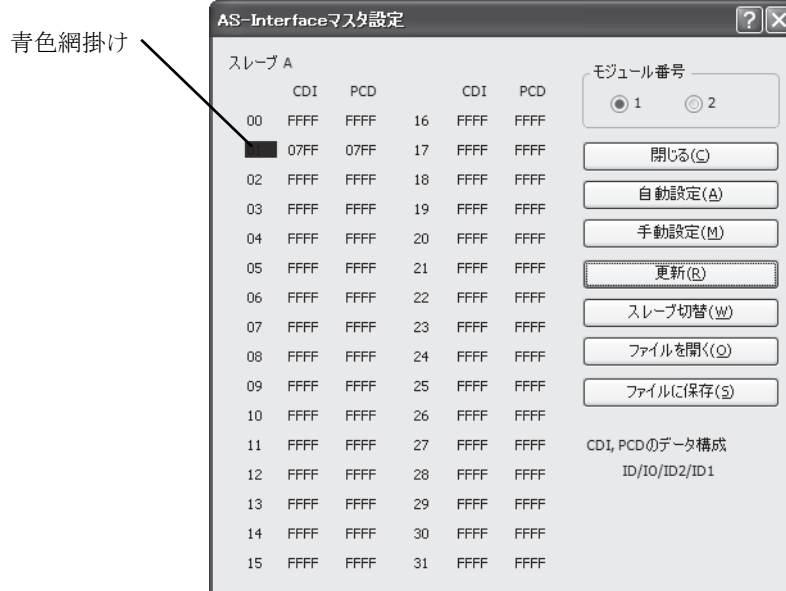 青色網掛け
AS-Interfaceマスタ設定
スレーブ A
CDI PCD CDI PCD
00 FFFF FFFF 16 FFFF FFFF
01 07FF 07FF 17 FFFF FFFF
02 FFFF FFFF 18 FFFF FFFF
03 FFFF FFFF 19 FFFF FFFF
04 FFFF FFFF 20 FFFF FFFF
05 FFFF FFFF 21 FFFF FFFF
06 FFFF FFFF 22 FFFF FFFF
07 FFFF FFFF 23 FFFF FFFF
08 FFFF FFFF 24 FFFF FFFF
09 FFFF FFFF 25 FFFF FFFF
10 FFFF FFFF 26 FFFF FFFF
11 FFFF FFFF 27 FFFF FFFF
12 FFFF FFFF 28 FFFF FFFF
13 FFFF FFFF 29 FFFF FFFF
14 FFFF FFFF 30 FFFF FFFF
15 FFFF FFFF 31 FFFF FFFF
モジュール番号
1 2
閉じる(C)
自動設定(A)
手動設定(M)
更新(R)
スレーブ切替(W)
ファイルを開く(O)
ファイルに保存(S)
CDI, PCDのデータ構成
ID/IO/ID2/ID1